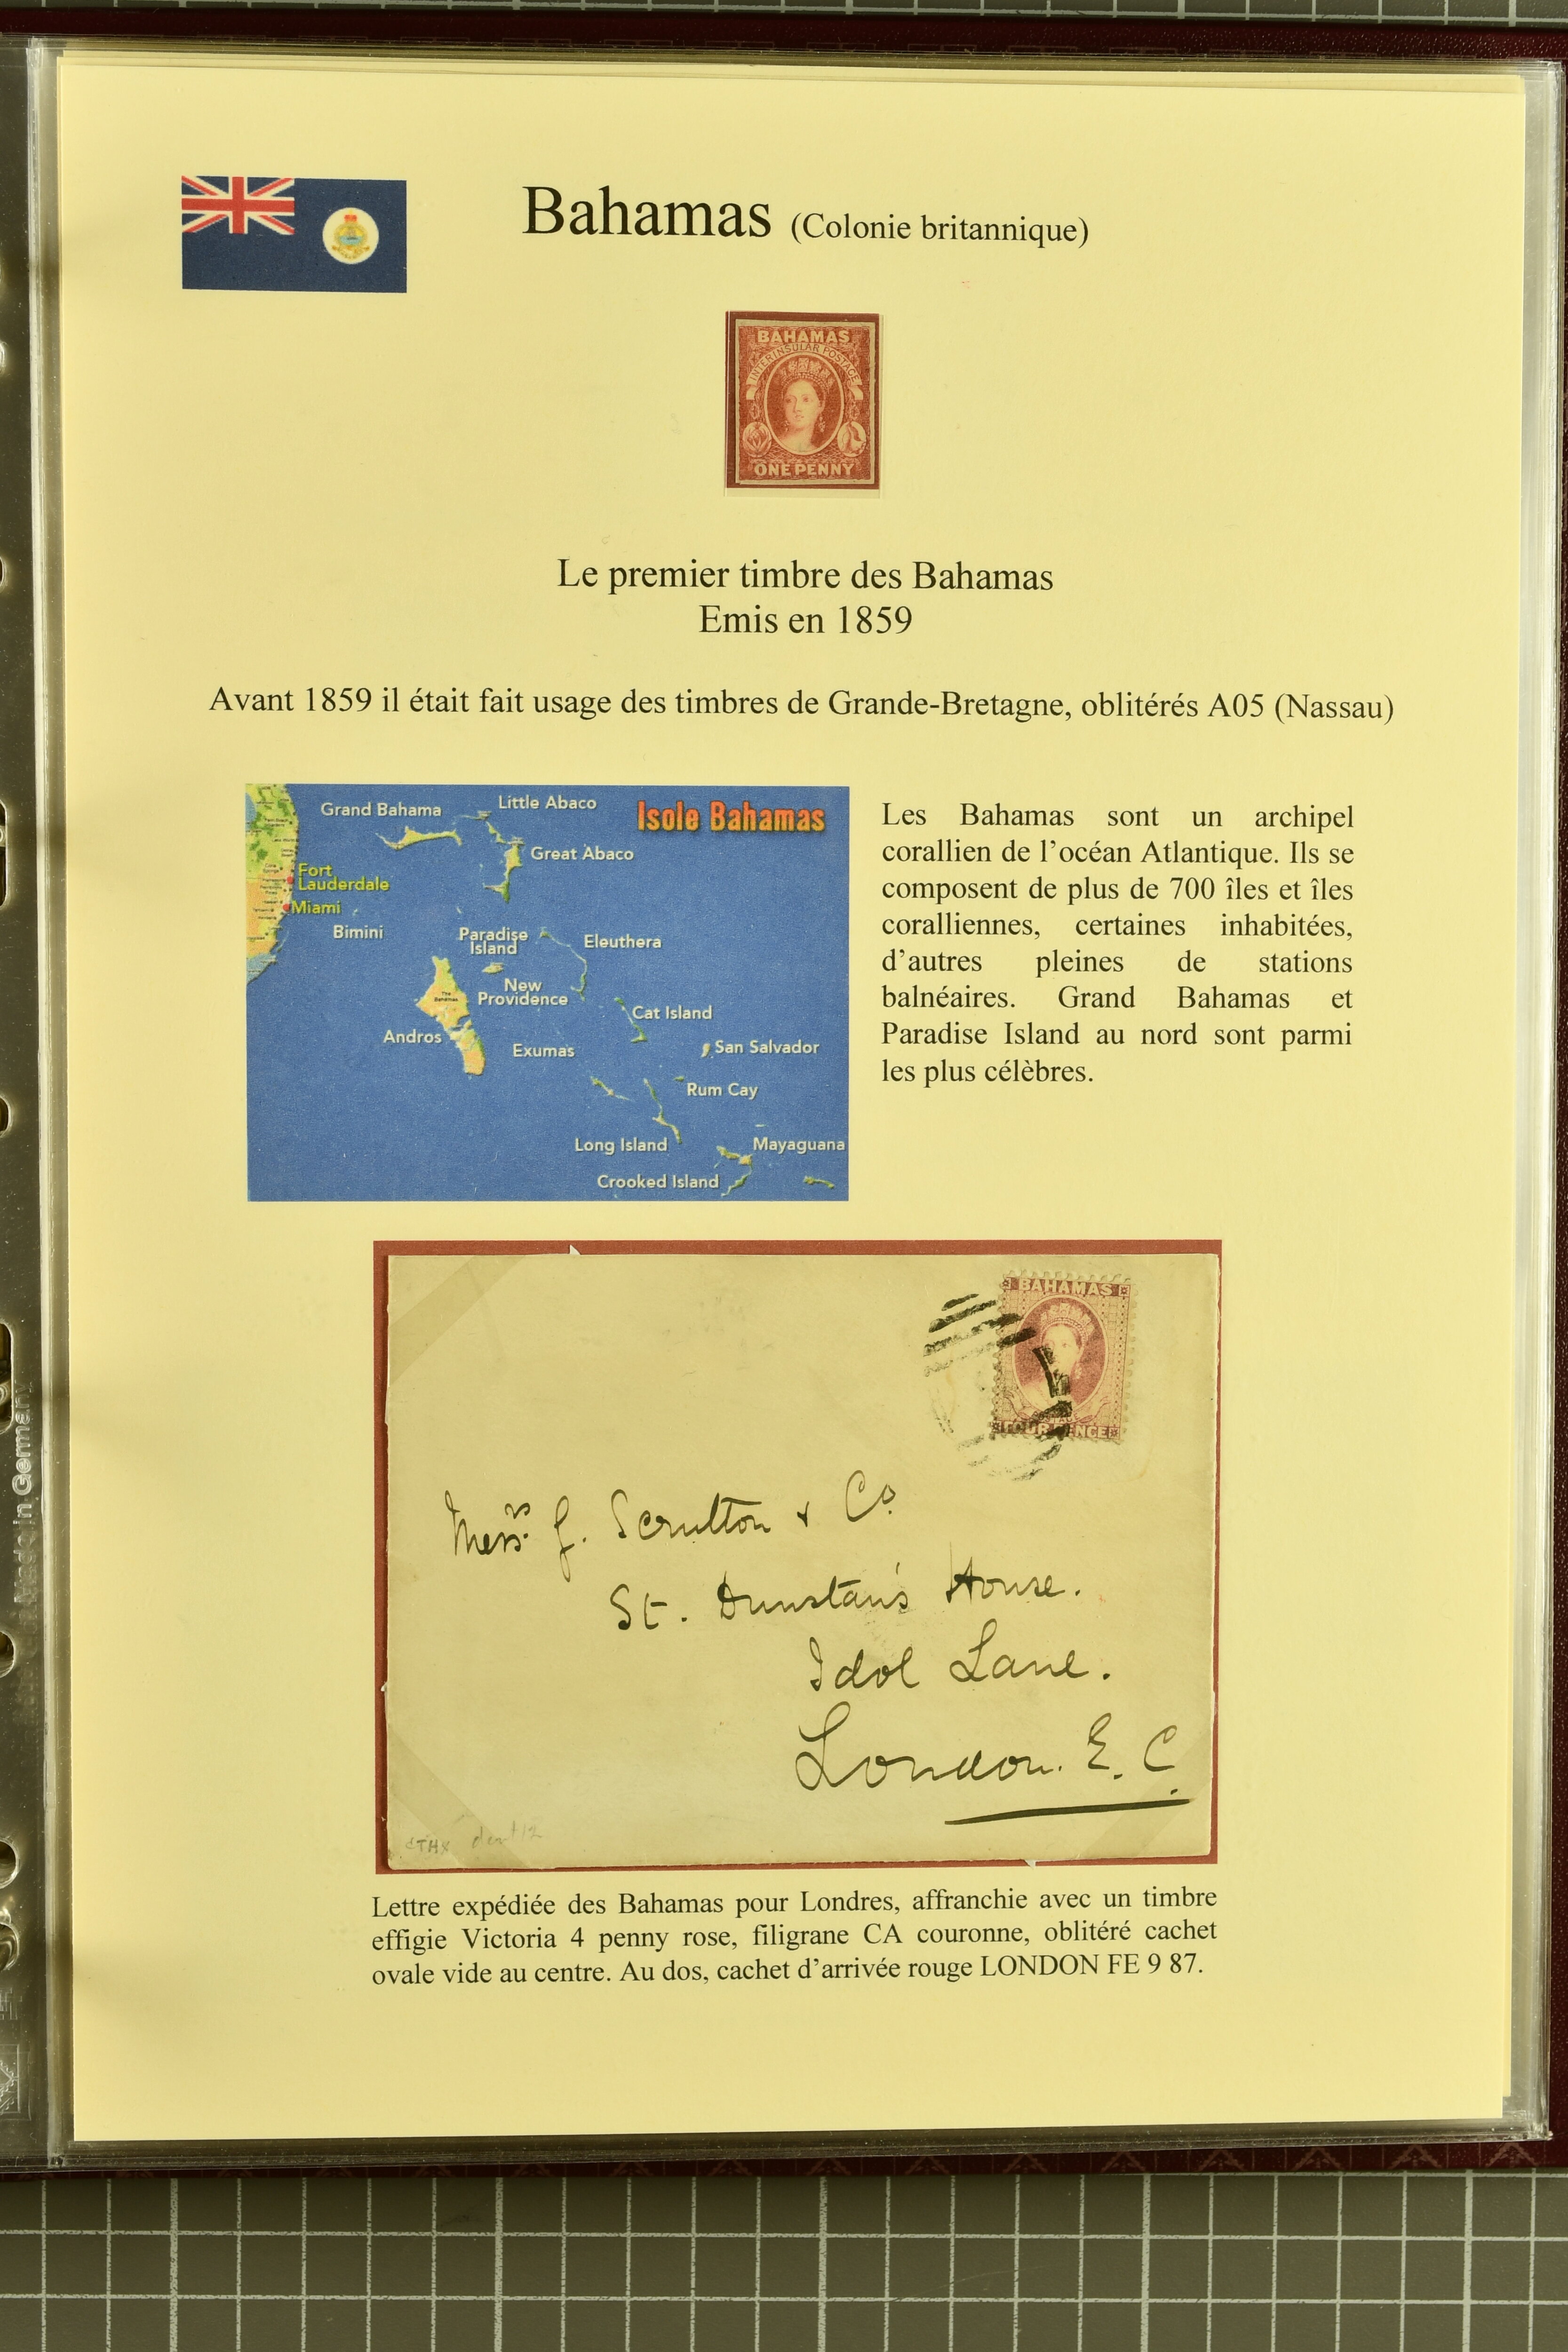 Bahamas (Colonie britannique)
BAHAMAS
INTERINSULAR POSTAGE
ONE PENNY
Le premier timbre des Bahamas
Emis en 1859
Avant 1859 il était fait usage des timbres de Grande-Bretagne, oblitérés A05 (Nassau)
Isole Bahamas
Grand Bahama
Little Abaco
Great Abaco
Fort
Lauderdale
Miami
Bimini
Paradise
Island
Eleuthera
New
Providence
Cat Island
Andros
Exumas
San Salvador
Rum Cay
Long Island
Mayaguana
Crooked Island
Les Bahamas sont un archipel
corallien de l'océan Atlantique. Ils se
composent de plus de 700 îles et îles
coralliennes, certaines inhabitées,
d'autres pleines de stations
balnéaires. Grand Bahamas et
Paradise Island au nord sont parmi
les plus célèbres.
BAHAMAS
FOUR PENCE
Messrs J. Scrutton & Co
St. Dunstan's House.
Idol Lane.
London. E. C.
Lettre expédiée des Bahamas pour Londres, affranchie avec un timbre
effigie Victoria 4 penny rose, filigrane CA couronne, oblitéré cachet
ovale vide au centre. Au dos, cachet d'arrivée rouge LONDON FE 9 87.
Made in Germany